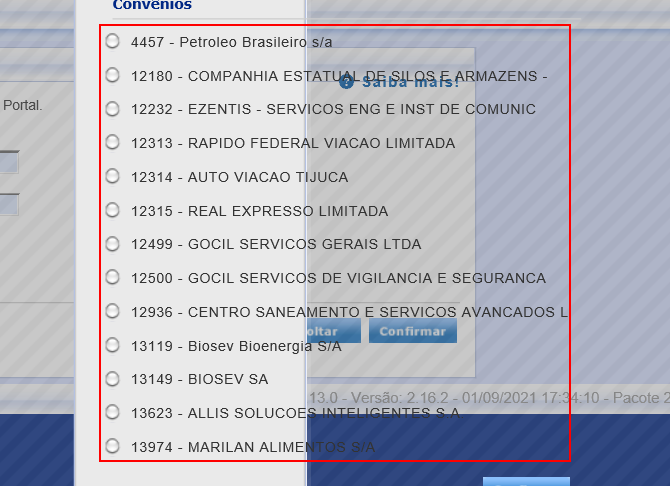 Convênios
4457 - Petroleo Brasileiro s/a
12180 - COMPANHIA ESTATUAL DE SILOS E ARMAZENS -
Saiba mais!
Portal.
12232 - EZENTIS - SERVICOS ENG E INST DE COMUNIC
12313 - RAPIDO FEDERAL VIACAO LIMITADA
12314 - AUTO VIACAO TIJUCA
12315 - REAL EXPRESSO LIMITADA
12499 - GOCIL SERVICOS GERAIS LTDA
12500 - GOCIL SERVICOS DE VIGILANCIA E SEGURANCA
12936 - CENTRO SANEAMENTO E SERVICOS AVANCADOS L
oltar Confirmar
13119 - Biosev Bioenergia S/A
13149 - BIOSEV SA
13.0 - Versão: 2.16.2 - 01/09/2021 17:34:10 - Pacote 2
13623 - ALLIS SOLUCOES INTELIGENTES S A
13974 - MARILAN ALIMENTOS S/A